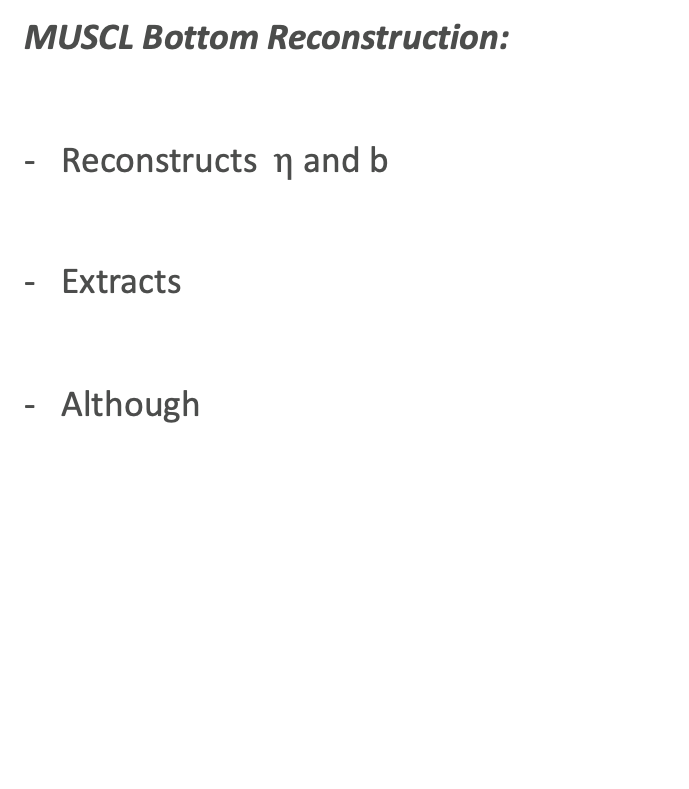 MUSCL Bottom Reconstruction:
- Reconstructs η and b
- Extracts
- Although